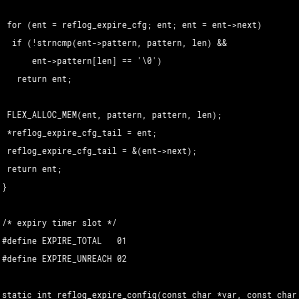 for (ent = reflog_expire_cfg; ent; ent = ent->next)
if (!strncmp(ent->pattern, pattern, len) &&
ent->pattern[len] == '\0')
return ent;
FLEX_ALLOC_MEM(ent, pattern, pattern, len);
*reflog_expire_cfg_tail = ent;
reflog_expire_cfg_tail = &(ent->next);
return ent;
}
/* expiry timer slot */
#define EXPIRE_TOTAL 01
#define EXPIRE_UNREACH 02
static int reflog_expire_config(const char *var, const char